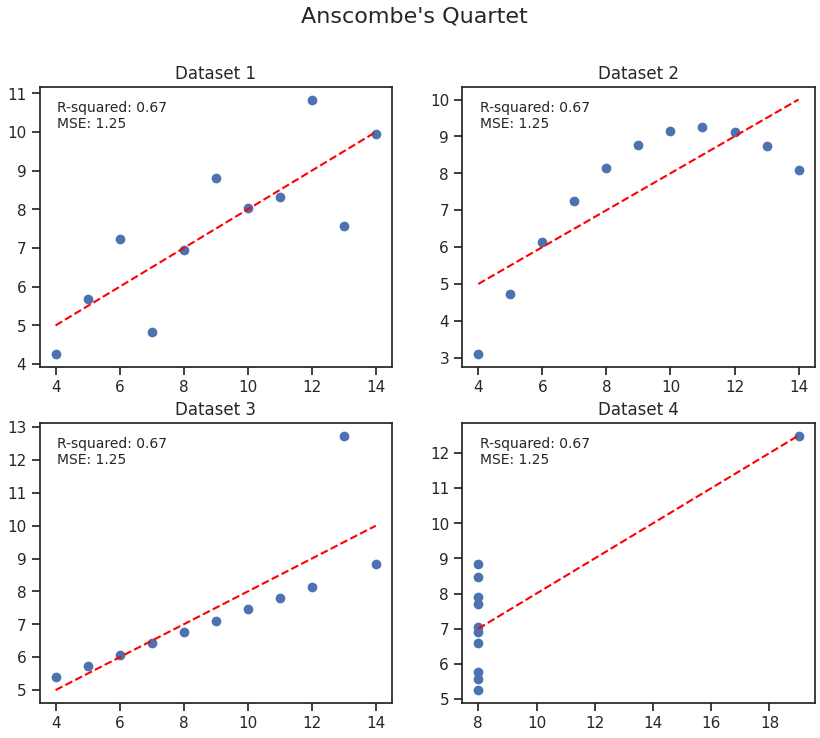 Anscombe's Quartet
Dataset 1
R-squared: 0.67
MSE: 1.25
11
10
9
8
7
6
5
4
4 6 8 10 12 14
Dataset 2
R-squared: 0.67
MSE: 1.25
10
9
8
7
6
5
4
3
4 6 8 10 12 14
Dataset 3
R-squared: 0.67
MSE: 1.25
13
12
11
10
9
8
7
6
5
4 6 8 10 12 14
Dataset 4
R-squared: 0.67
MSE: 1.25
12
11
10
9
8
7
6
5
8 10 12 14 16 18